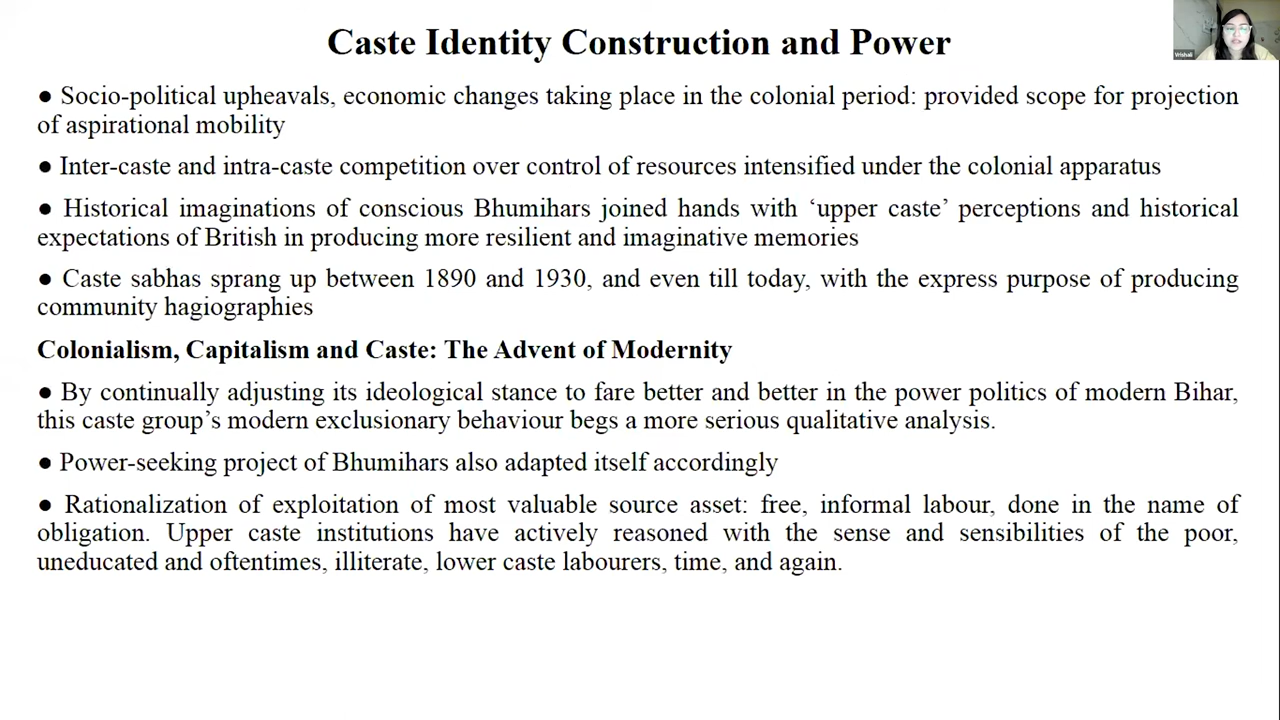 Caste Identity Construction and Power
Vrishali
● Socio-political upheavals, economic changes taking place in the colonial period: provided scope for projection
of aspirational mobility
● Inter-caste and intra-caste competition over control of resources intensified under the colonial apparatus
● Historical imaginations of conscious Bhumihars joined hands with ‘upper caste’ perceptions and historical
expectations of British in producing more resilient and imaginative memories
● Caste sabhas sprang up between 1890 and 1930, and even till today, with the express purpose of producing
community hagiographies
Colonialism, Capitalism and Caste: The Advent of Modernity
● By continually adjusting its ideological stance to fare better and better in the power politics of modern Bihar,
this caste group’s modern exclusionary behaviour begs a more serious qualitative analysis.
● Power-seeking project of Bhumihars also adapted itself accordingly
● Rationalization of exploitation of most valuable source asset: free, informal labour, done in the name of
obligation. Upper caste institutions have actively reasoned with the sense and sensibilities of the poor,
uneducated and oftentimes, illiterate, lower caste labourers, time, and again.